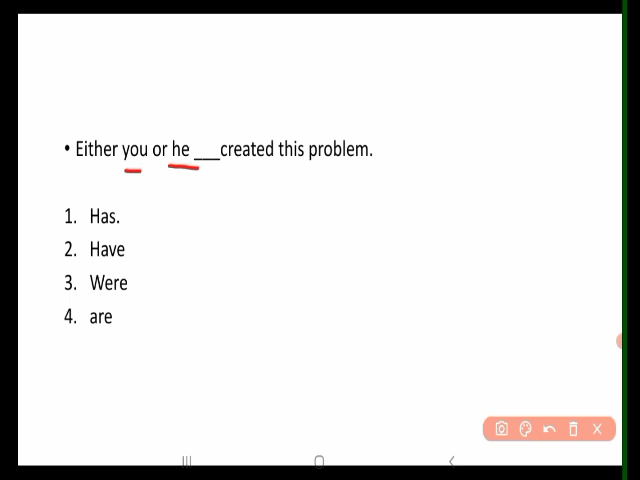 • Either you or he ___created this problem.
1. Has.
2. Have
3. Were
4. are